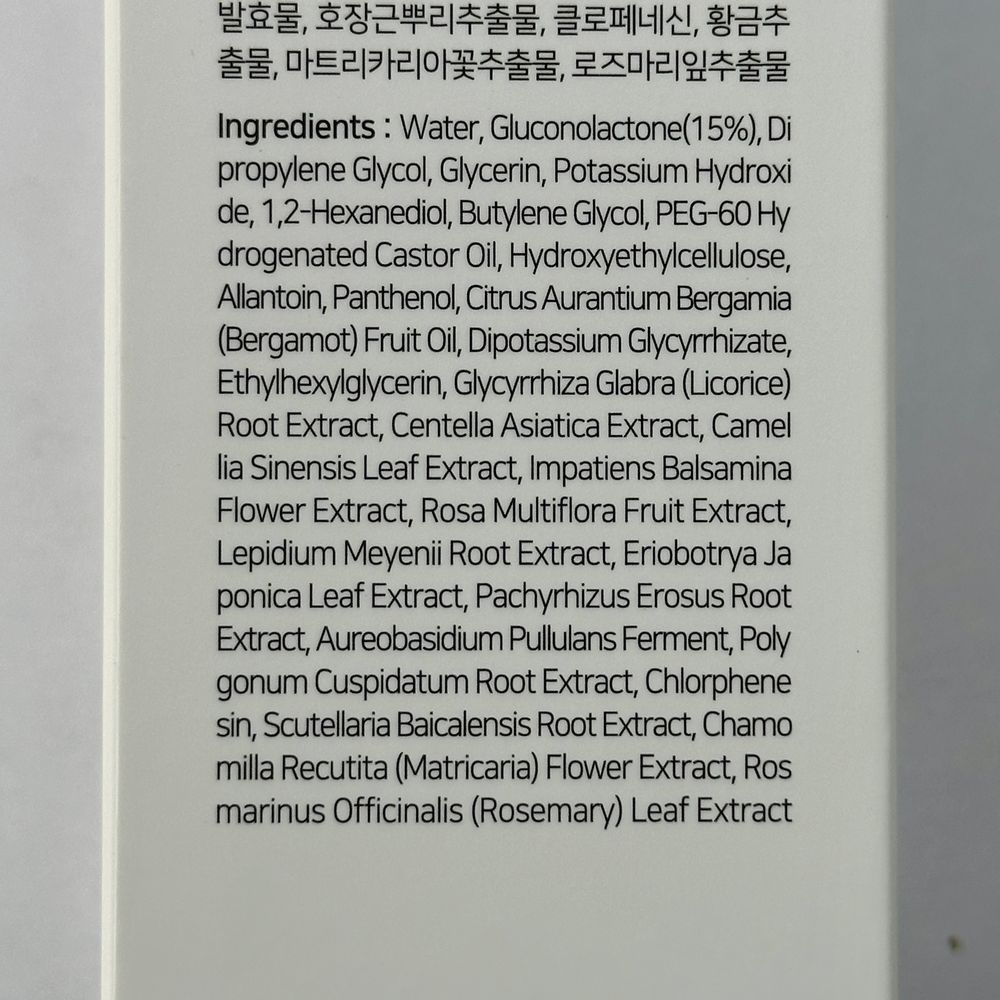 발효물, 호장근뿌리추출물, 클로페네신, 황금추
출물, 마트리카리아꽃추출물, 로즈마리잎추출물
Ingredients : Water, Gluconolactone(15%), Di
propylene Glycol, Glycerin, Potassium Hydroxi
de, 1,2-Hexanediol, Butylene Glycol, PEG-60 Hy
drogenated Castor Oil, Hydroxyethylcellulose,
Allantoin, Panthenol, Citrus Aurantium Bergamia
(Bergamot) Fruit Oil, Dipotassium Glycyrrhizate,
Ethylhexylglycerin, Glycyrrhiza Glabra (Licorice)
Root Extract, Centella Asiatica Extract, Camel
lia Sinensis Leaf Extract, Impatiens Balsamina
Flower Extract, Rosa Multiflora Fruit Extract,
Lepidium Meyenii Root Extract, Eriobotrya Ja
ponica Leaf Extract, Pachyrhizus Erosus Root
Extract, Aureobasidium Pullulans Ferment, Poly
gonum Cuspidatum Root Extract, Chlorphene
sin, Scutellaria Baicalensis Root Extract, Chamo
milla Recutita (Matricaria) Flower Extract, Ros
marinus Officinalis (Rosemary) Leaf Extract